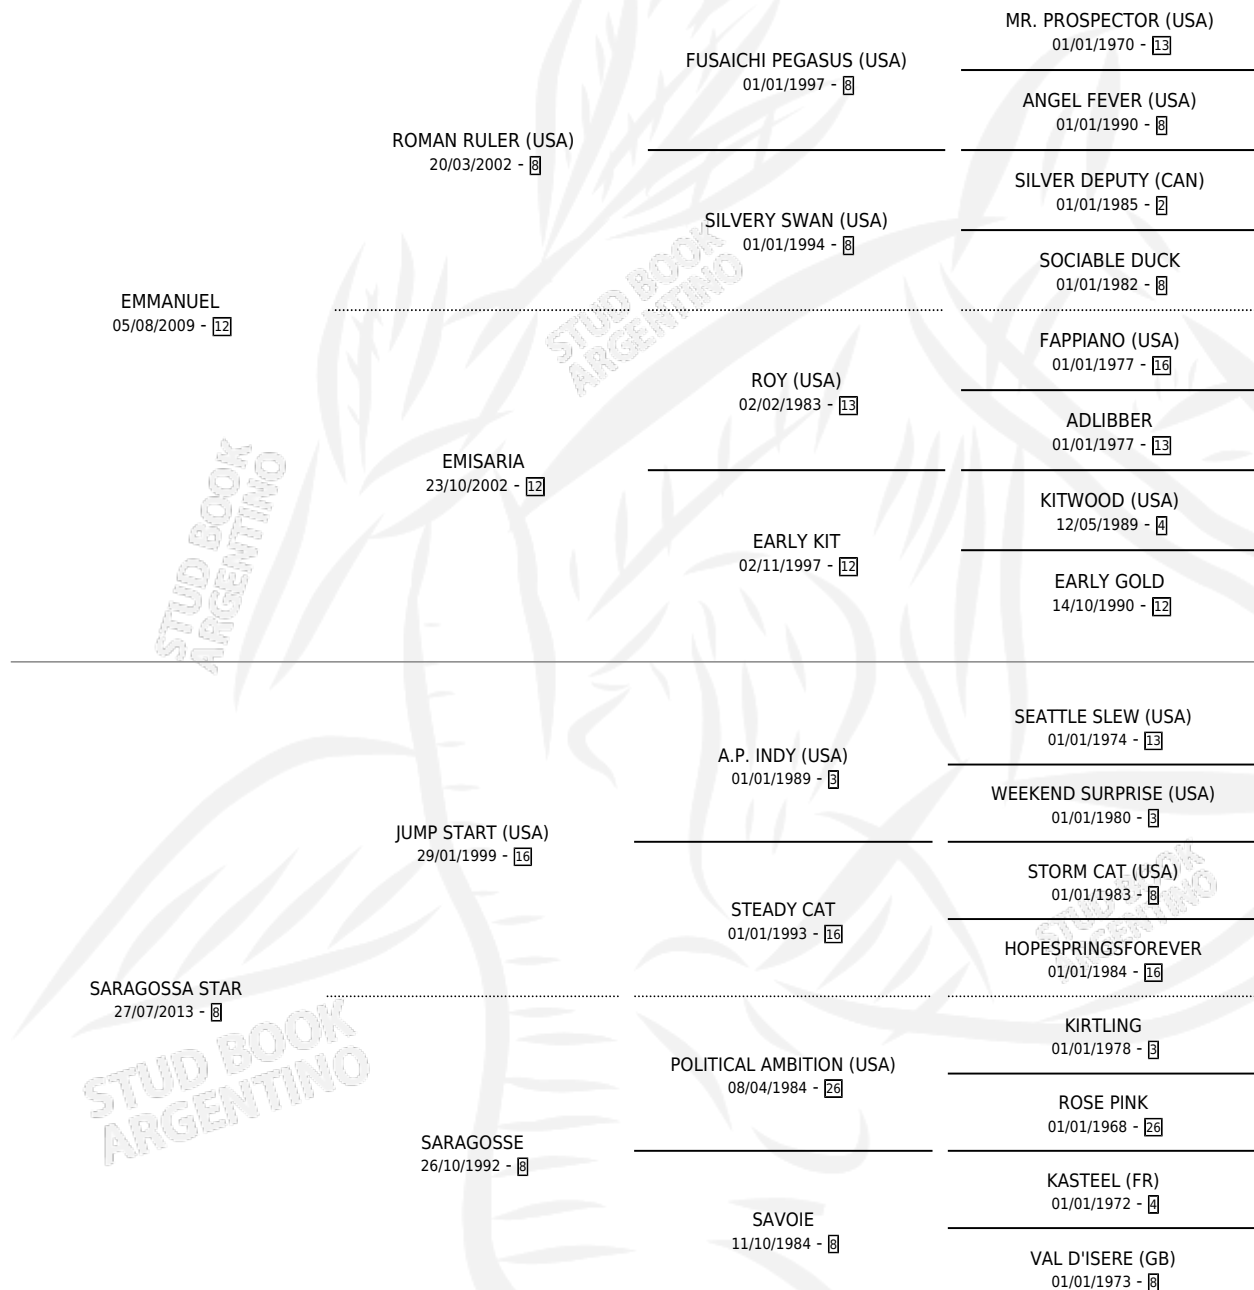 EMMANUEL
05/08/2009 - 12
ROMAN RULER (USA)
20/03/2002 - 8
EMISARIA
23/10/2002 - 12
FUSAICHI PEGASUS (USA)
01/01/1997 - 8
SILVERY SWAN (USA)
01/01/1994 - 8
ROY (USA)
02/02/1983 - 13
EARLY KIT
02/11/1997 - 12
MR. PROSPECTOR (USA)
01/01/1970 - 13
ANGEL FEVER (USA)
01/01/1990 - 8
SILVER DEPUTY (CAN)
01/01/1985 - 2
SOCIABLE DUCK
01/01/1982 - 8
FAPPIANO (USA)
01/01/1977 - 16
ADLIBBER
01/01/1977 - 13
KITWOOD (USA)
12/05/1989 - 4
EARLY GOLD
14/10/1990 - 12
STUD BOOK
ARGENTINO
STUD BOOK
ARGENTINO
SARAGOSSA STAR
27/07/2013 - 8
JUMP START (USA)
29/01/1999 - 16
SARAGOSSE
26/10/1992 - 8
A.P. INDY (USA)
01/01/1989 - 3
STEADY CAT
01/01/1993 - 16
POLITICAL AMBITION (USA)
08/04/1984 - 26
SAVOIE
11/10/1984 - 8
SEATTLE SLEW (USA)
01/01/1974 - 13
WEEKEND SURPRISE (USA)
01/01/1980 - 3
STORM CAT (USA)
01/01/1983 - 8
HOPESPRINGSFOREVER
01/01/1984 - 16
KIRTLING
01/01/1978 - 3
ROSE PINK
01/01/1968 - 26
KASTEEL (FR)
01/01/1972 - 4
VAL D'ISERE (GB)
01/01/1973 - 8
STUD BOOK
ARGENTINO
STUD BOOK
ARGENTINO